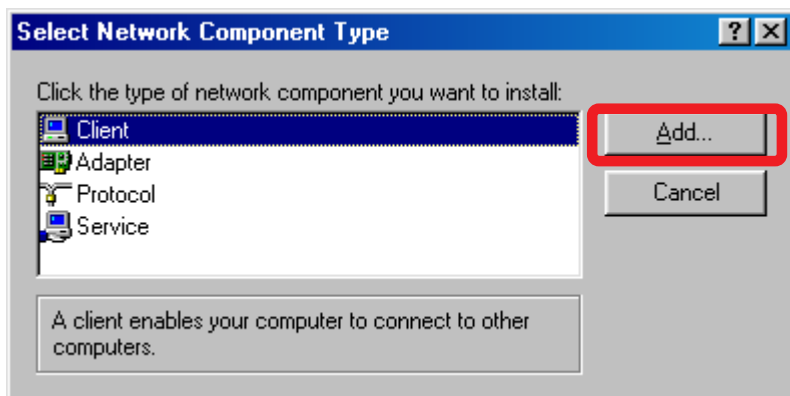 Select Network Component Type
Click the type of network component you want to install:
Client
Add...
Adapter
Protocol
Cancel
Service
A client enables your computer to connect to other
computers.